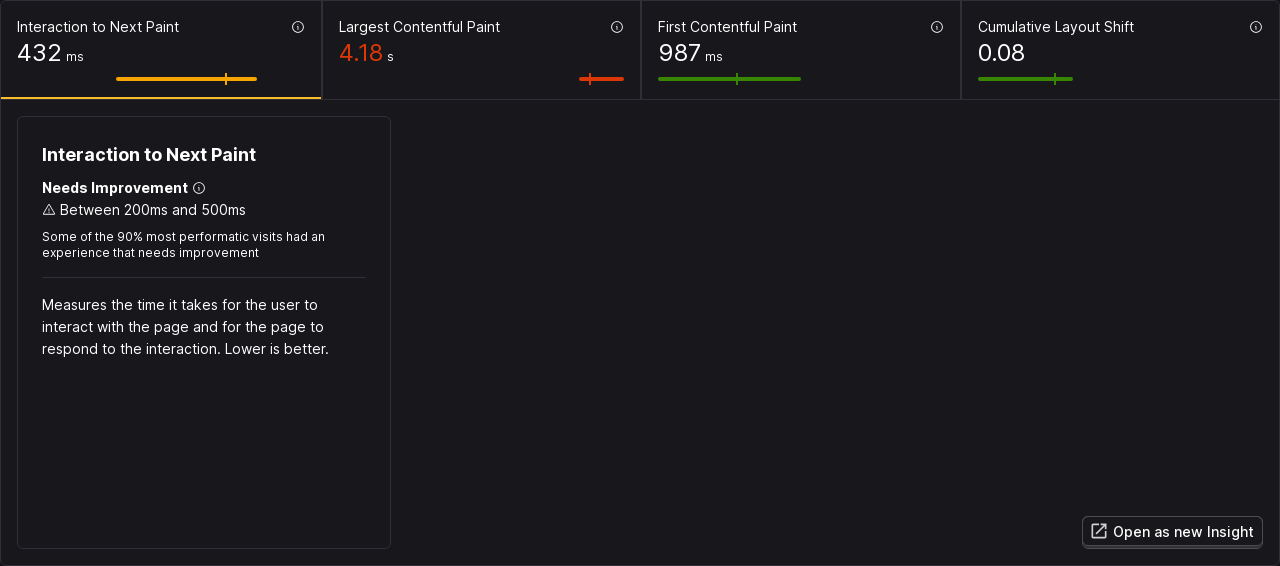 Interaction to Next Paint
432 ms
Largest Contentful Paint
4.18 s
First Contentful Paint
987 ms
Cumulative Layout Shift
0.08
Interaction to Next Paint
Needs Improvement
Between 200ms and 500ms
Some of the 90% most performatic visits had an
experience that needs improvement
Measures the time it takes for the user to
interact with the page and for the page to
respond to the interaction. Lower is better.
Open as new Insight